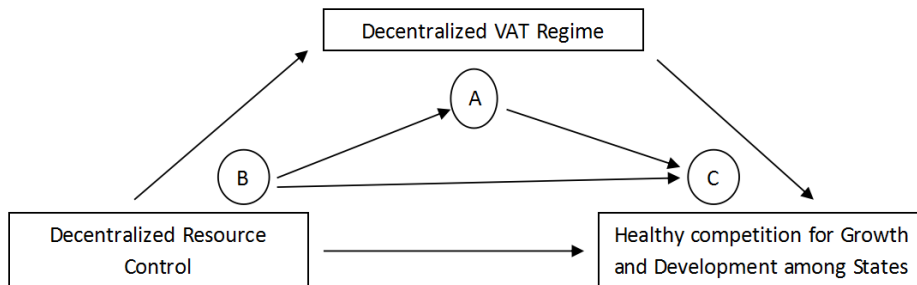 Decentralized VAT Regime
A
B
C
Decentralized Resource
Control
Healthy competition for Growth
and Development among States